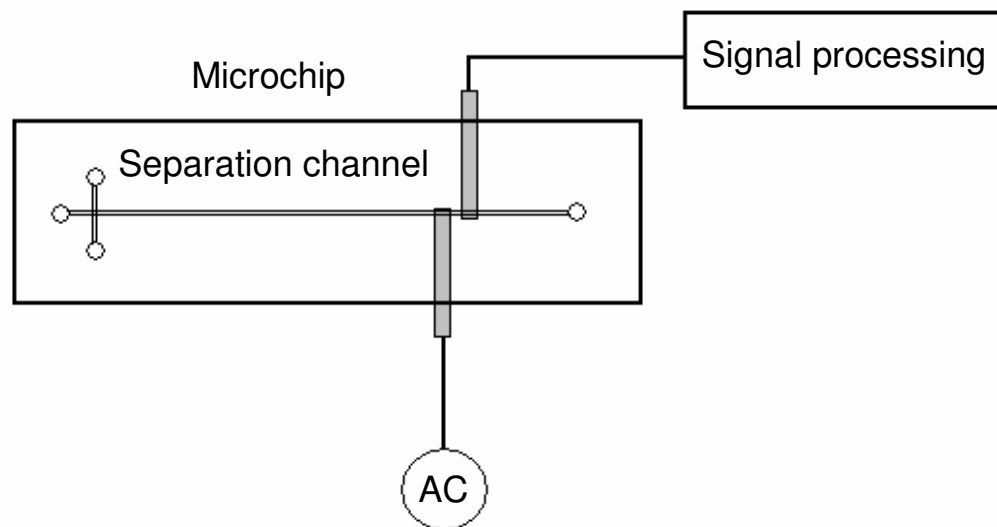 Signal processing
Microchip
Separation channel
AC